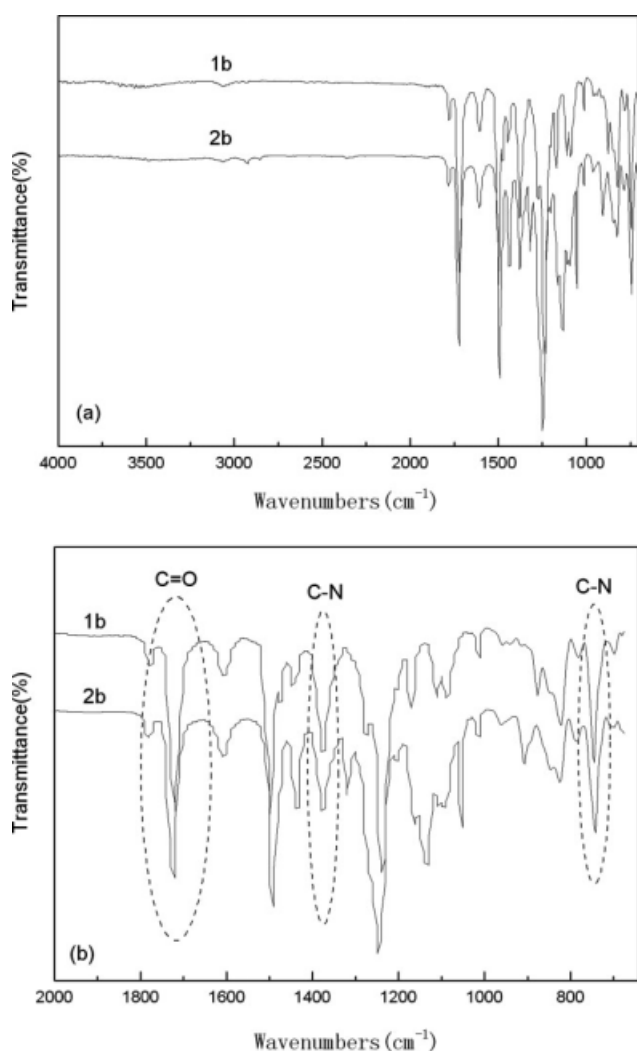 1b
2b
Transmittance(%)
(a)
4000 3500 3000 2500 2000 1500 1000
Wavenumbers(cm⁻¹)
C=O
C-N
C-N
1b
2b
Transmittance(%)
(b)
2000 1800 1600 1400 1200 1000 800
Wavenumbers(cm⁻¹)